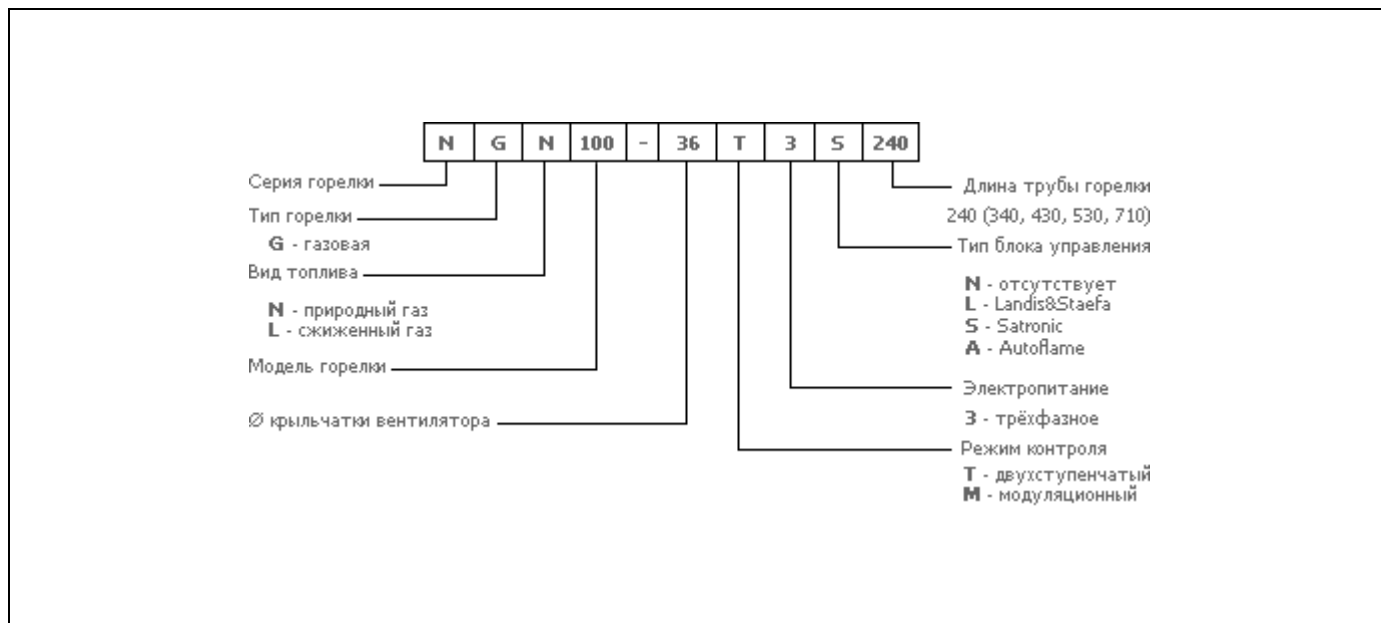 N G N 100 - 36 T 3 S 240
Серия горелки
Тип горелки
G - газовая
Вид топлива
N - природный газ
L - сжиженный газ
Модель горелки
Ø крыльчатки вентилятора
Длина трубы горелки
240 (340, 430, 530, 710)
Тип блока управления
N - отсутствует
L - Landis&Staefa
S - Satronic
A - Autoflame
Электропитание
3 - трёхфазное
Режим контроля
T - двухступенчатый
M - модуляционный